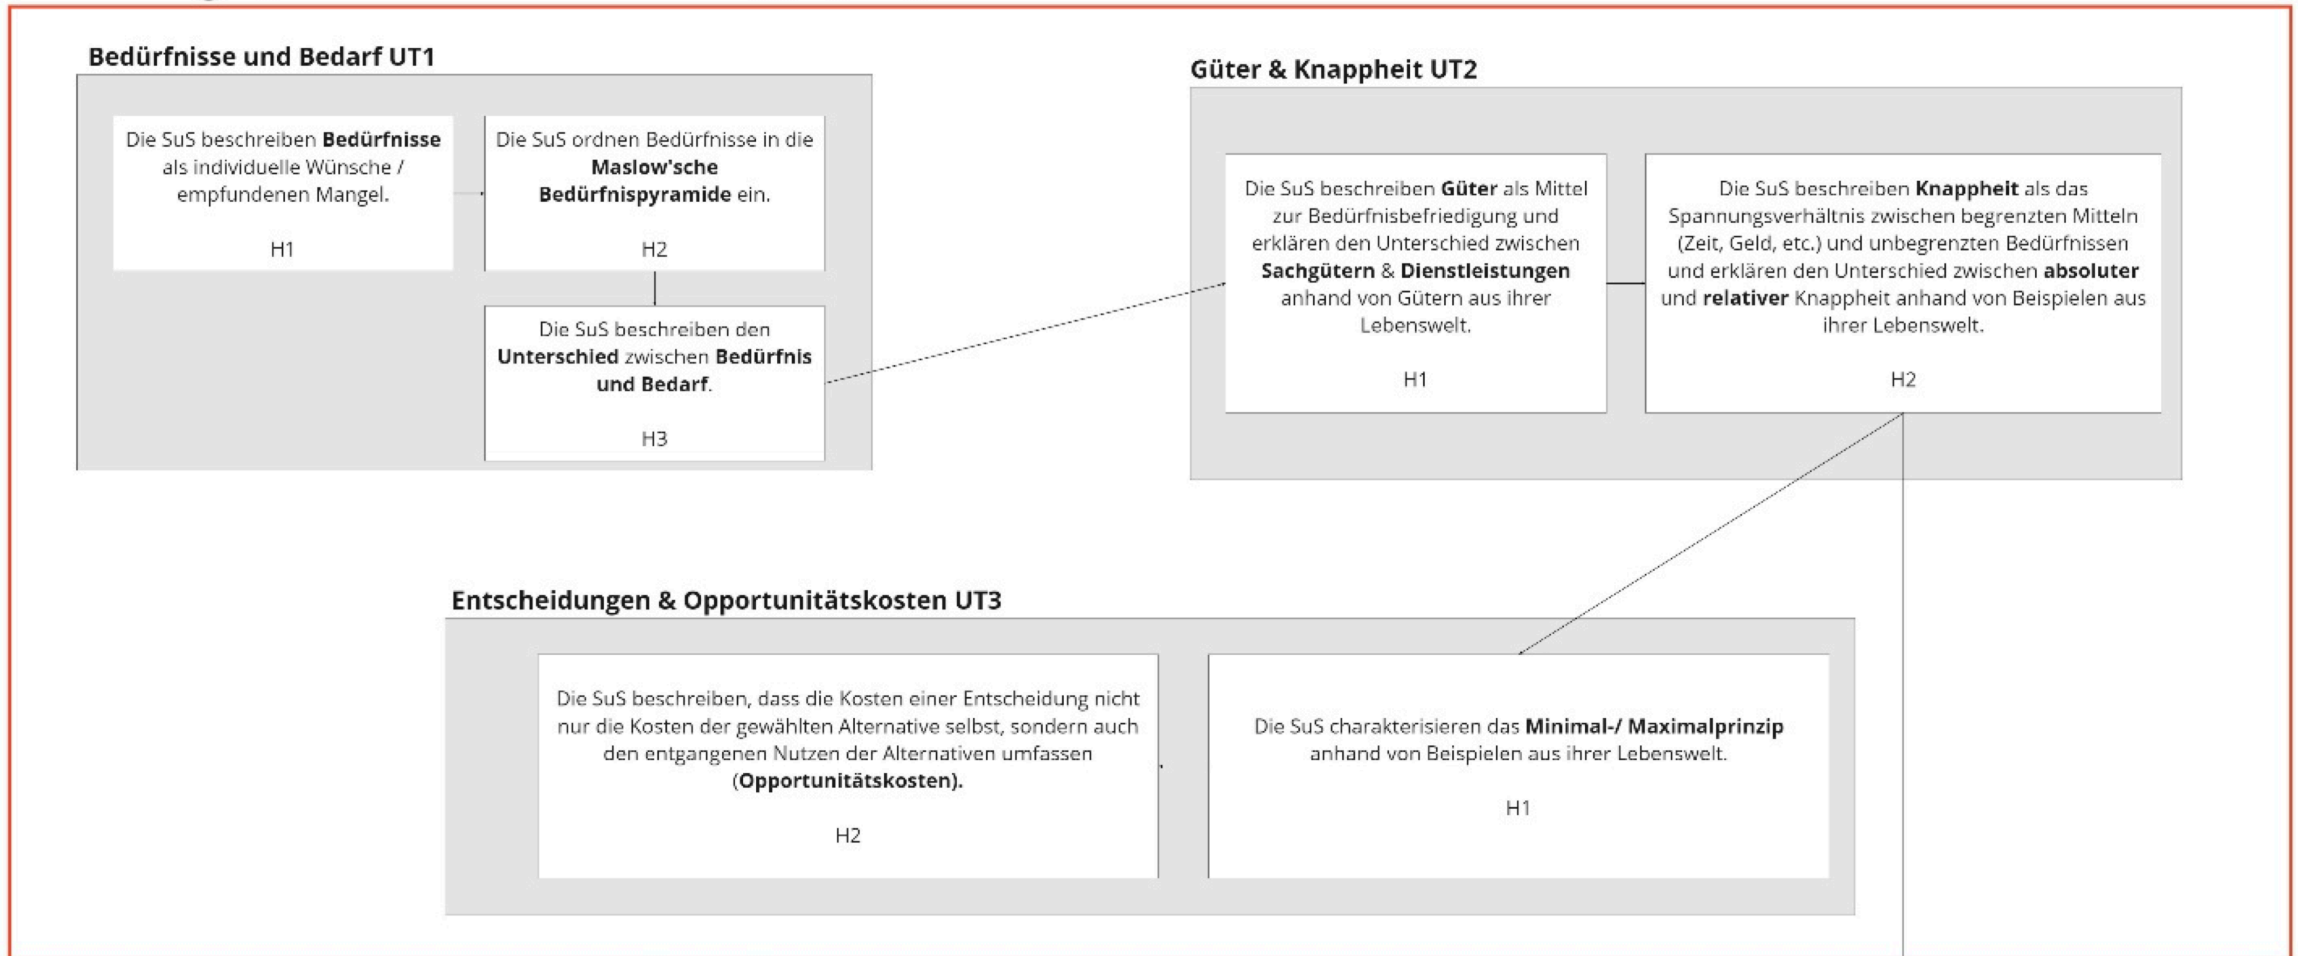 Bedürfnisse und Bedarf UT1
Die SuS beschreiben Bedürfnisse
als individuelle Wünsche /
empfundenen Mangel.
H1
Die SuS ordnen Bedürfnisse in die
Maslow'sche
Bedürfnispyramide ein.
H2
Die SuS beschreiben den
Unterschied zwischen Bedürfnis
und Bedarf.
H3
Güter & Knappheit UT2
Die SuS beschreiben Güter als Mittel
zur Bedürfnisbefriedigung und
erklären den Unterschied zwischen
Sachgütern & Dienstleistungen
anhand von Gütern aus ihrer
Lebenswelt.
H1
Die SuS beschreiben Knappheit als das
Spannungsverhältnis zwischen begrenzten Mitteln
(Zeit, Geld, etc.) und unbegrenzten Bedürfnissen
und erklären den Unterschied zwischen absoluter
und relativer Knappheit anhand von Beispielen aus
ihrer Lebenswelt.
H2
Entscheidungen & Opportunitätskosten UT3
Die SuS beschreiben, dass die Kosten einer Entscheidung nicht
nur die Kosten der gewählten Alternative selbst, sondern auch
den entgangenen Nutzen der Alternativen umfassen
(Opportunitätskosten).
H2
Die SuS charakterisieren das Minimal-/ Maximalprinzip
anhand von Beispielen aus ihrer Lebenswelt.
H1